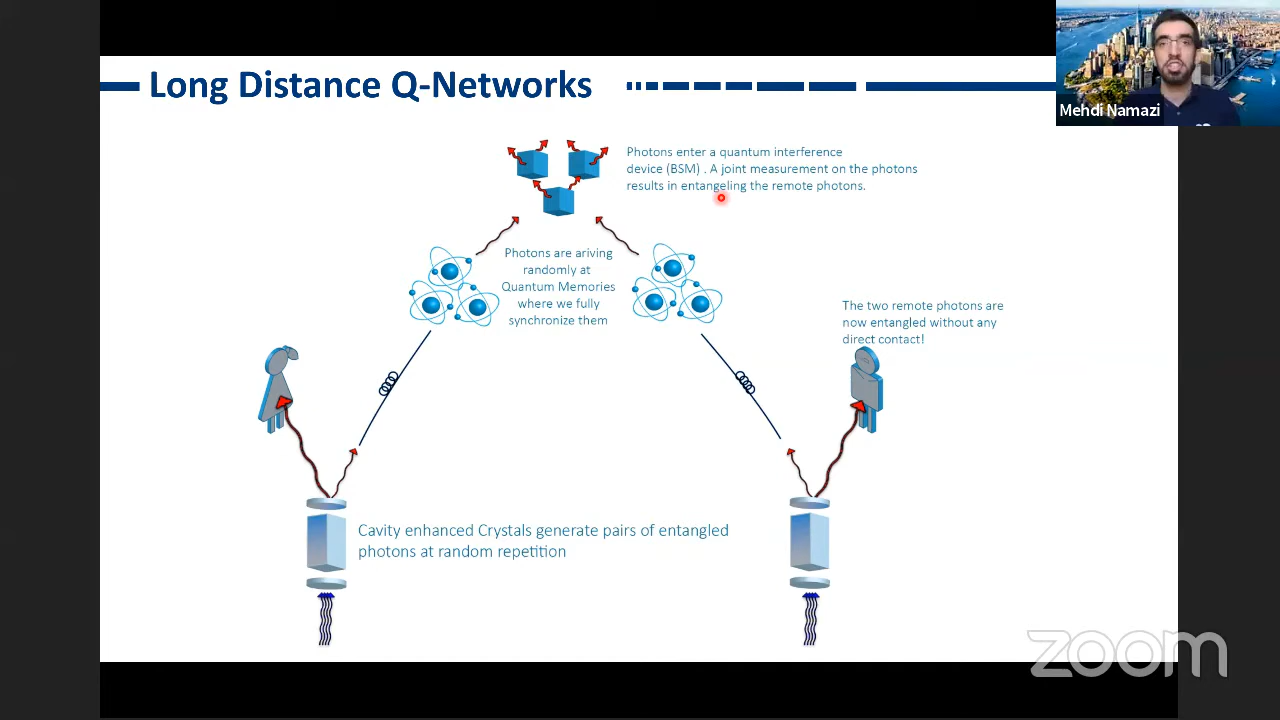 Long Distance Q-Networks
Mehdi Namazi
Photons enter a quantum interference
device (BSM) . A joint measurement on the photons
results in entangeling the remote photons.
Photons are ariving
randomly at
Quantum Memories
where we fully
synchronize them
The two remote photons are
now entangled without any
direct contact!
Cavity enhanced Crystals generate pairs of entangled
photons at random repetition
zoom